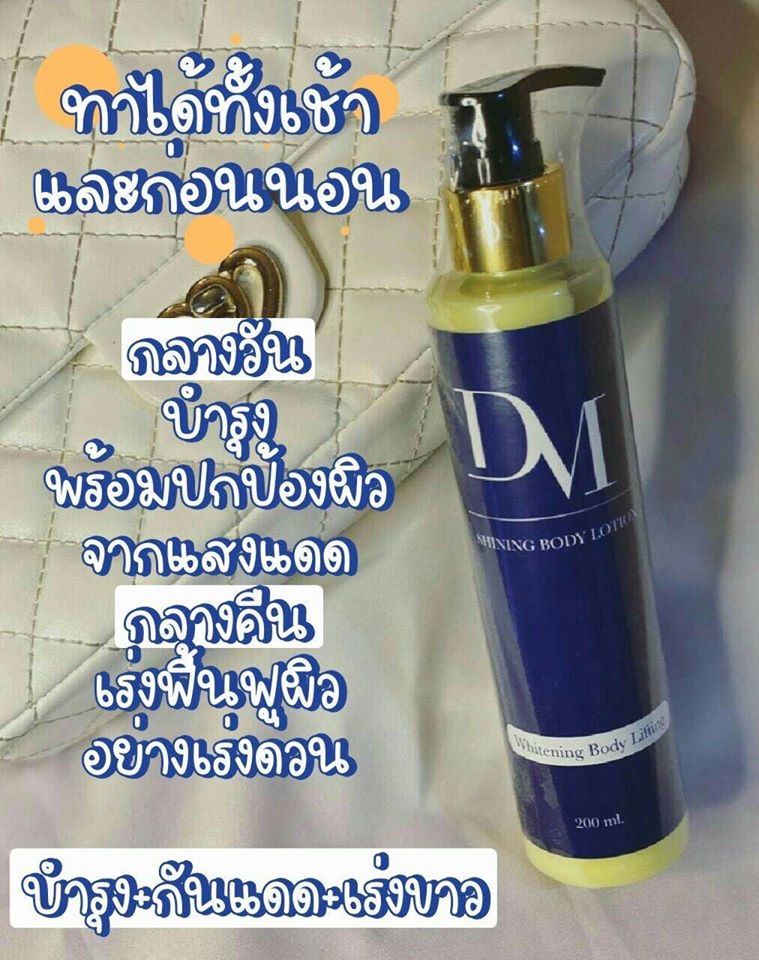 ทาได้ทั้งเช้า
และก่อนนอน
กลางวัน
บำรุง
พร้อมปกป้องผิว
จากแสงแดด
กลางคืน
เร่งฟื้นฟูผิว
อย่างเร่งด่วน
บำรุง+กันแดด+เร่งขาว
DM
SHINING BODY LOTION
Whitening Body Lifting
200 ml.